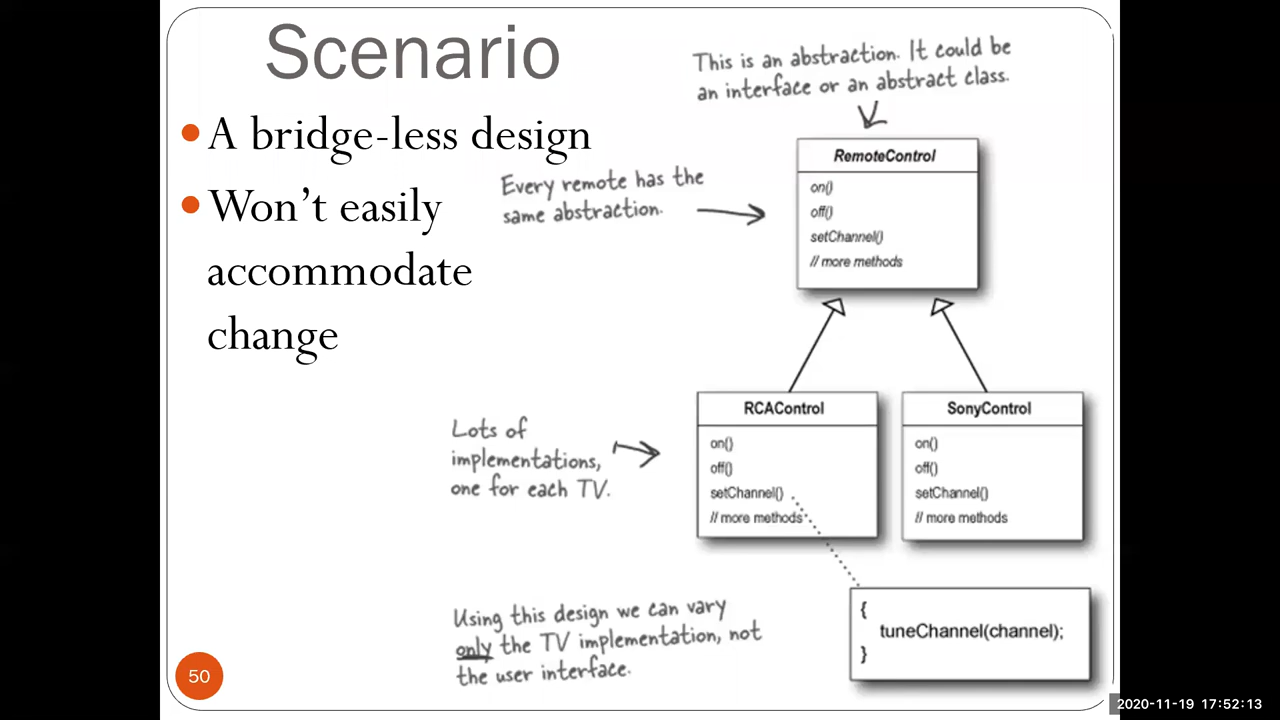 Scenario
This is an abstraction. It could be
an interface or an abstract class.
• A bridge-less design
• Won't easily
accommodate
change
Every remote has the
same abstraction.
RemoteControl
on()
off()
setChannel()
// more methods
Lots of
implementations,
one for each TV.
RCAControl
on()
off()
setChannel()
// more methods
SonyControl
on()
off()
setChannel()
// more methods
Using this design we can vary
only the TV implementation, not
the user interface.
{
tuneChannel(channel);
}
50
2020-11-19 17:52:13